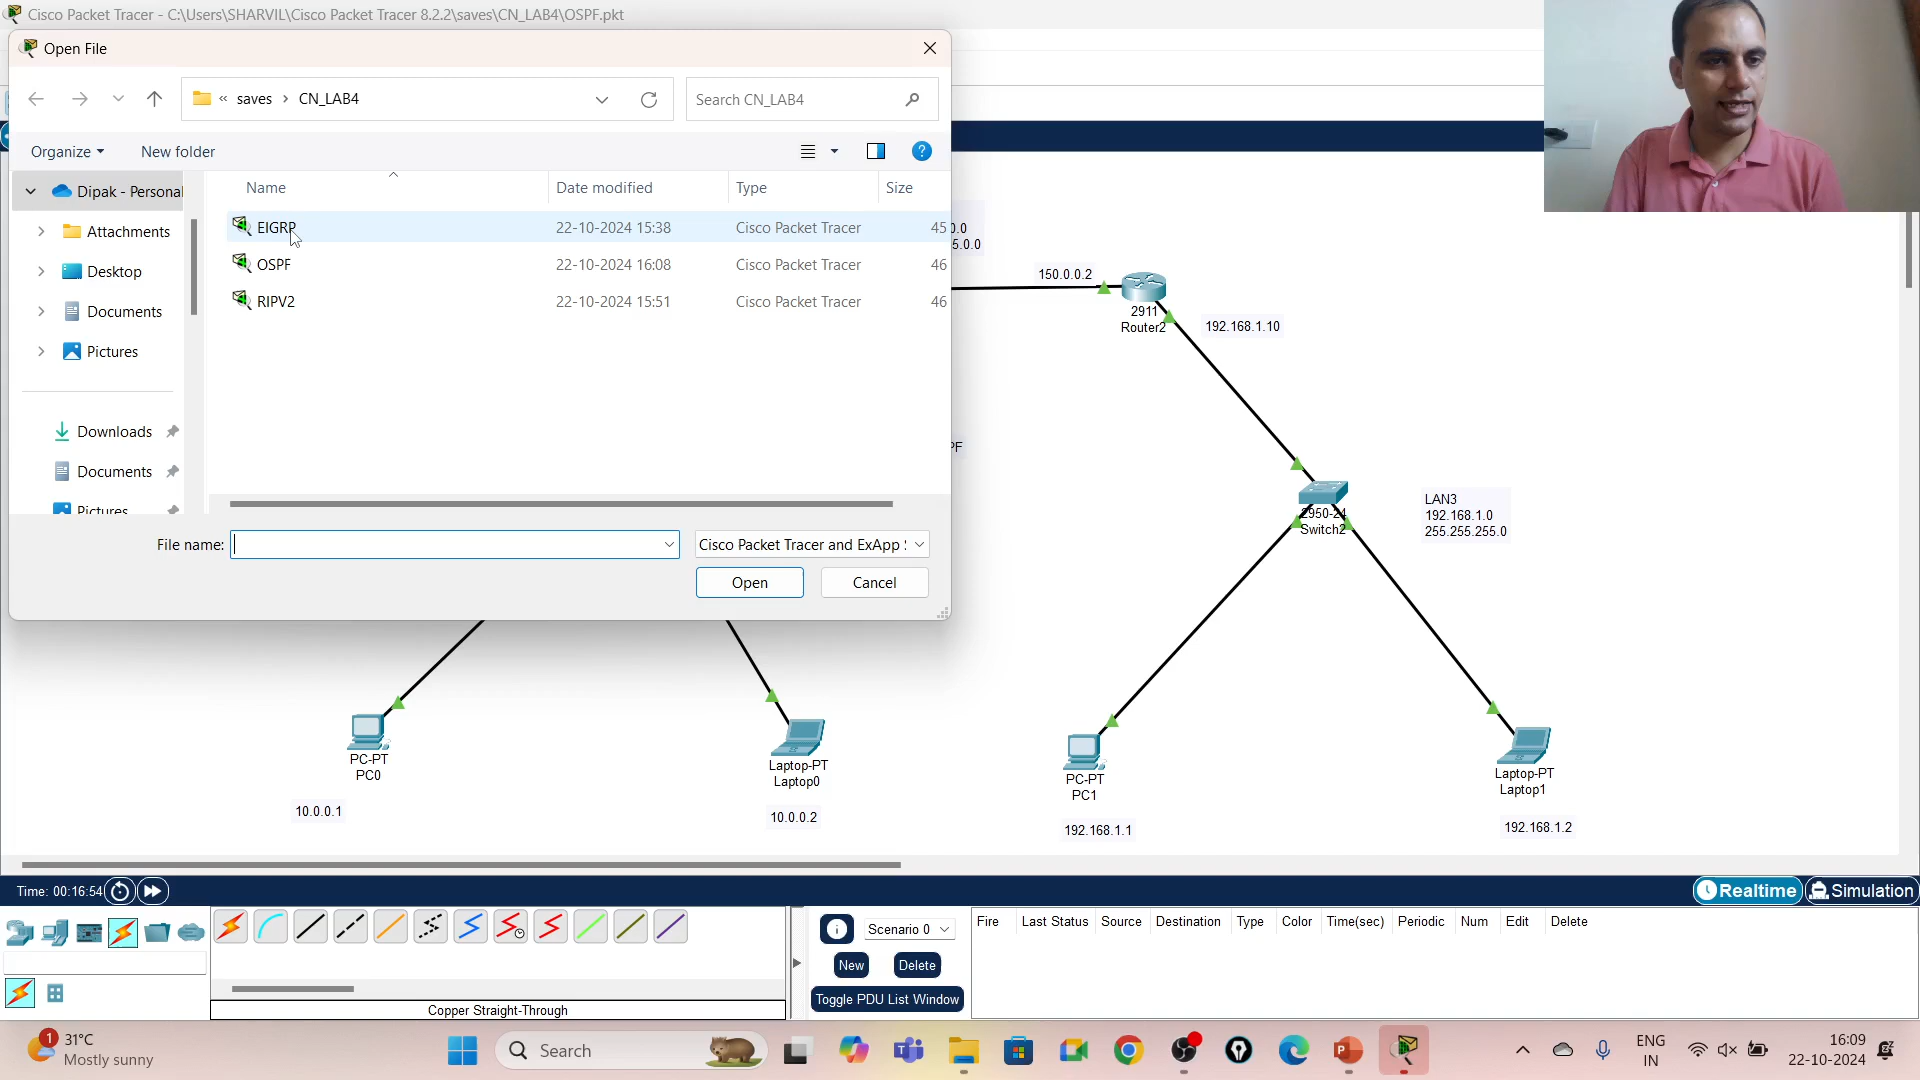 Cisco Packet Tracer - C:\Users\SHARVIL\Cisco Packet Tracer 8.2.2\saves\CN_LAB4\OSPF.pkt
Open File
« saves › CN_LAB4
Search CN_LAB4
Organize
New folder
Dipak - Personal
Attachments
Desktop
Documents
Pictures
Downloads
Documents
Pictures
Name Date modified Type Size
EIGRP 22-10-2024 15:38 Cisco Packet Tracer 45
OSPF 22-10-2024 16:08 Cisco Packet Tracer 46
RIPV2 22-10-2024 15:51 Cisco Packet Tracer 46
File name:
Cisco Packet Tracer and ExApp
Open
Cancel
0.0
5.0.0
150.0.0.2
2911
Router2
192.168.1.10
PF
2950-24
Switch2
LAN3
192.168.1.0
255.255.255.0
PC-PT
PC0
10.0.0.1
Laptop-PT
Laptop0
10.0.0.2
PC-PT
PC1
192.168.1.1
Laptop-PT
Laptop1
192.168.1.2
Time: 00:16:54
Realtime
Simulation
Copper Straight-Through
Scenario 0
New
Delete
Toggle PDU List Window
Fire Last Status Source Destination Type Color Time(sec) Periodic Num Edit Delete
1
31°C
Mostly sunny
Search
ENG
IN
16:09
22-10-2024